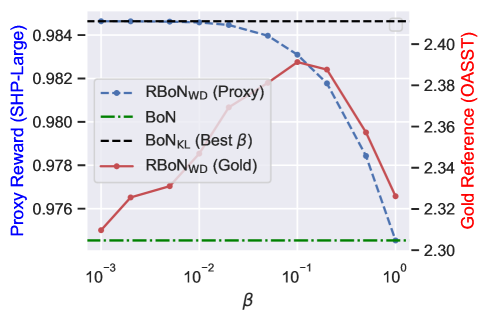 Proxy Reward (SHP-Large)
0.984
0.982
0.980
0.978
0.976
RBoN_WD (Proxy)
BoN
BoN_KL (Best β)
RBoN_WD (Gold)
2.40
2.38
2.36
2.34
2.32
2.30
Gold Reference (OASST)
10⁻³
10⁻²
10⁻¹
10⁰
β